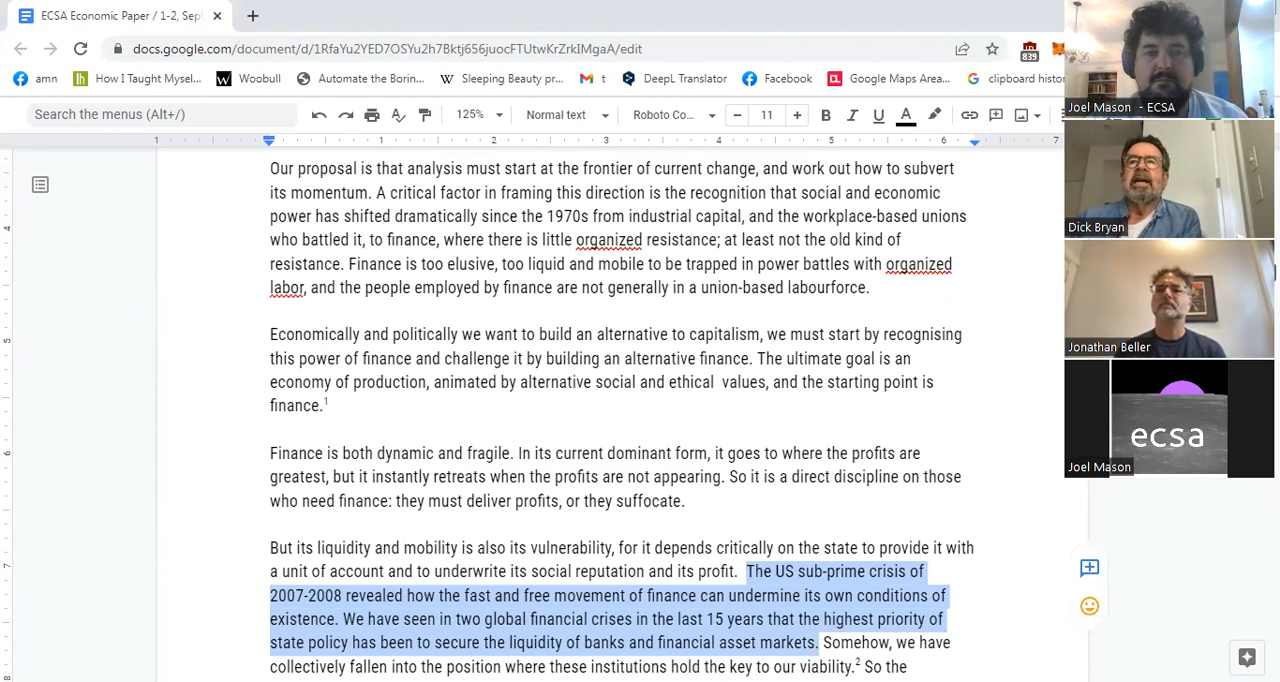 ECSA Economic Paper / 1-2, Sep
docs.google.com/document/d/1RfaYu2YED7OSYu2h7Bktj656juocFTUtwKrZrkIMgaA/edit
839
amn
How I Taught Mysel...
Woobull
Automate the Borin...
Sleeping Beauty pr...
t
DeepL Translator
Facebook
Google Maps Area...
clipboard histor
Search the menus (Alt+/)
125%
Normal text
Roboto Co...
11
B
I
U
A
1
1
2
3
4
5
6
7
Our proposal is that analysis must start at the frontier of current change, and work out how to subvert
its momentum. A critical factor in framing this direction is the recognition that social and economic
power has shifted dramatically since the 1970s from industrial capital, and the workplace-based unions
who battled it, to finance, where there is little organized resistance; at least not the old kind of
resistance. Finance is too elusive, too liquid and mobile to be trapped in power battles with organized
labor, and the people employed by finance are not generally in a union-based labourforce.
Economically and politically we want to build an alternative to capitalism, we must start by recognising
this power of finance and challenge it by building an alternative finance. The ultimate goal is an
economy of production, animated by alternative social and ethical  values, and the starting point is
finance.1
Finance is both dynamic and fragile. In its current dominant form, it goes to where the profits are
greatest, but it instantly retreats when the profits are not appearing. So it is a direct discipline on those
who need finance: they must deliver profits, or they suffocate.
But its liquidity and mobility is also its vulnerability, for it depends critically on the state to provide it with
a unit of account and to underwrite its social reputation and its profit.  The US sub-prime crisis of
2007-2008 revealed how the fast and free movement of finance can undermine its own conditions of
existence. We have seen in two global financial crises in the last 15 years that the highest priority of
state policy has been to secure the liquidity of banks and financial asset markets. Somehow, we have
collectively fallen into the position where these institutions hold the key to our viability.2 So the
4
5
6
7
8
Joel Mason  - ECSA
Dick Bryan
Jonathan Beller
ecsa
Joel Mason